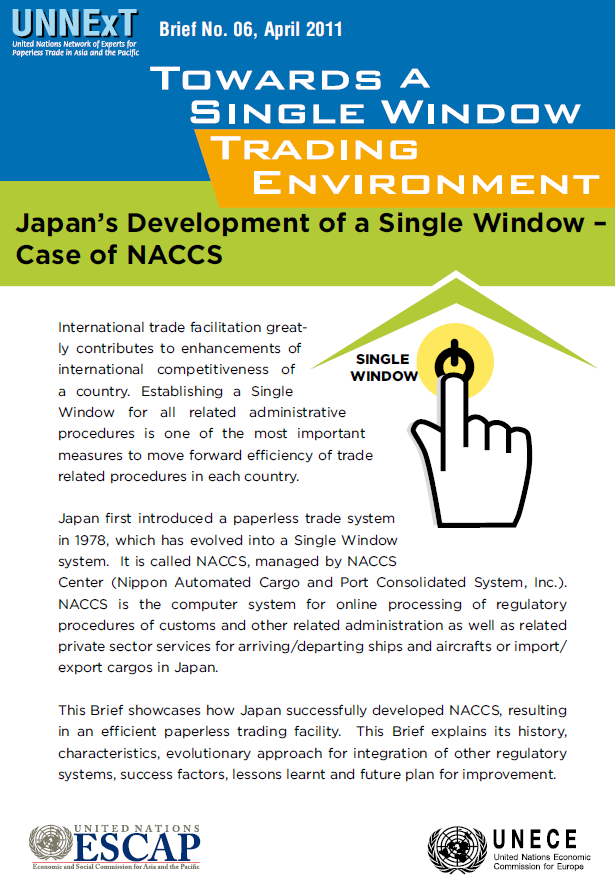 UNNExT
United Nations Network of Experts for
Paperless Trade in Asia and the Pacific
Brief No. 06, April 2011
TOWARDS A
SINGLE WINDOW
TRADING
ENVIRONMENT
Japan’s Development of a Single Window –
Case of NACCS
International trade facilitation great-
ly contributes to enhancements of
international competitiveness of
a country. Establishing a Single
Window for all related administrative
procedures is one of the most important
measures to move forward efficiency of trade
related procedures in each country.
SINGLE
WINDOW
Japan first introduced a paperless trade system
in 1978, which has evolved into a Single Window
system. It is called NACCS, managed by NACCS
Center (Nippon Automated Cargo and Port Consolidated System, Inc.).
NACCS is the computer system for online processing of regulatory
procedures of customs and other related administration as well as related
private sector services for arriving/departing ships and aircrafts or import/
export cargos in Japan.
This Brief showcases how Japan successfully developed NACCS, resulting
in an efficient paperless trading facility. This Brief explains its history,
characteristics, evolutionary approach for integration of other regulatory
systems, success factors, lessons learnt and future plan for improvement.
UNITED NATIONS
ESCAP
Economic and Social Commission for Asia and the Pacific
UNECE
United Nations Economic
Commission for Europe